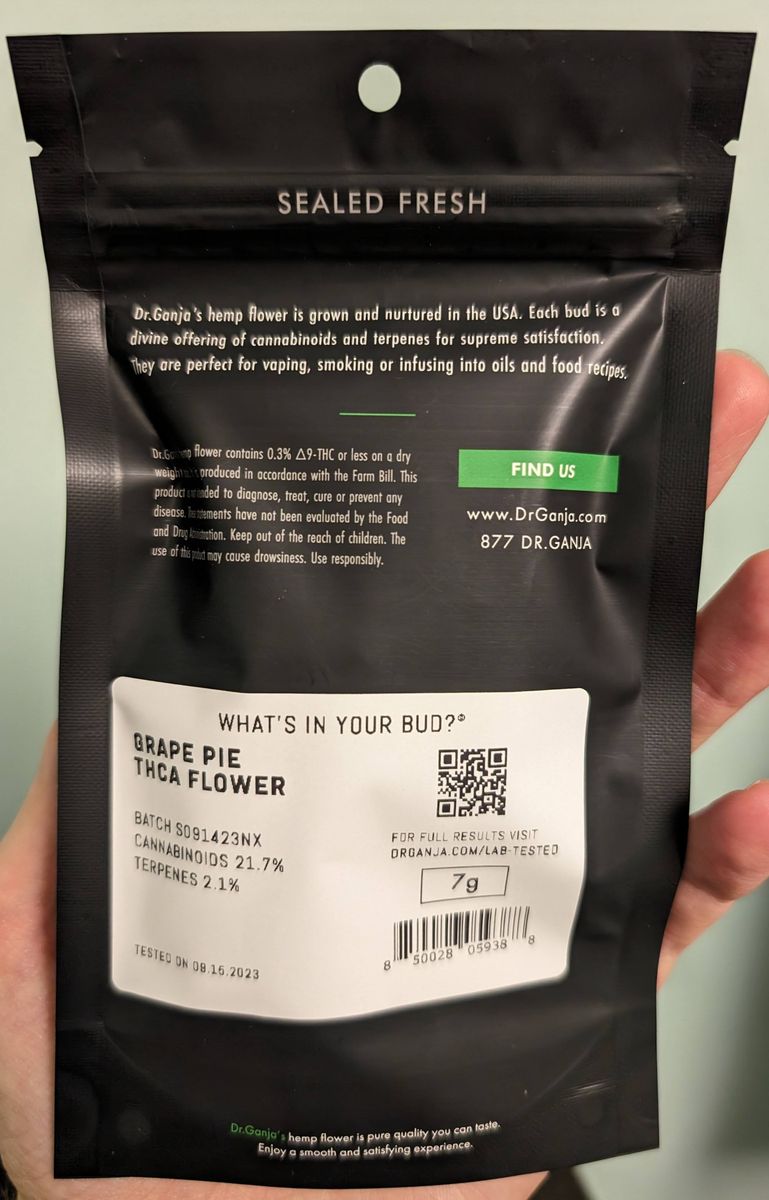 SEALED FRESH
Dr.Ganja's hemp flower is grown and nurtured in the USA. Each bud is a
divine offering of cannabinoids and terpenes for supreme satisfaction.
They are perfect for vaping, smoking or infusing into oils and food recipes.
flower contains 0.3% Δ9-THC or less on a dry
produced in accordance with the Farm Bill. This
product to diagnose, treat, cure or prevent any
disease. have not been evaluated by the Food
and Drug Keep out of the reach of children. The
use of this product may cause drowsiness. Use responsibly.
FIND US
www.DrGanja.com
877 DR.GANJA
WHAT'S IN YOUR BUD?®
GRAPE PIE
THCA FLOWER
BATCH S091423NX
CANNABINOIDS 21.7%
TERPENES 2.1%
TESTED ON 08.16.2023
FOR FULL RESULTS VISIT
DRGANJA.COM/LAB-TESTED
7g
8 50028 05938 8
Dr.Ganja's hemp flower is pure quality you can taste.
Enjoy a smooth and satisfying experience.